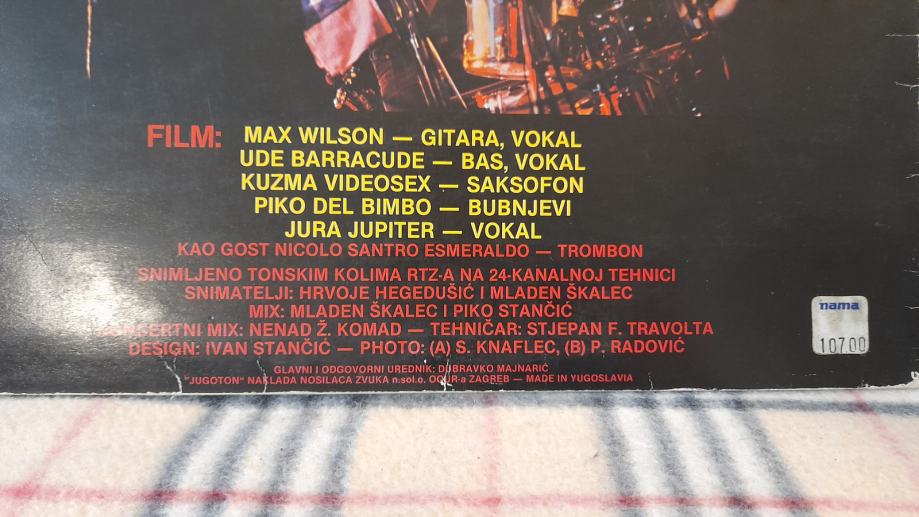 FILM: MAX WILSON — GITARA, VOKAL
UDE BARRACUDE — BAS, VOKAL
KUZMA VIDEOSEX — SAKSOFON
PIKO DEL BIMBO — BUBNJEVI
JURA JUPITER — VOKAL
KAO GOST NICOLO SANTRO ESMERALDO — TROMBON
SNIMLJENO TONSKIM KOLIMA RTZ-A NA 24-KANALNOJ TEHNICI
SNIMATELJI: HRVOJE HEGEDUŠIĆ I MLADEN ŠKALEC
MIX: MLADEN ŠKALEC I PIKO STANČIĆ
KONCERTNI MIX: NENAD Ž. KOMAD — TEHNIČAR: STJEPAN F. TRAVOLTA
DESIGN: IVAN STANČIĆ — PHOTO: (A) S. KNAFLEC, (B) P. RADOVIĆ
GLAVNI I ODGOVORNI UREDNIK: DUBRAVKO MAJNARIĆ
"JUGOTON" NAKLADA NOSILACA ZVUKA n.sol.o. OOUR-a ZAGREB — MADE IN YUGOSLAVIA
nama
107.00